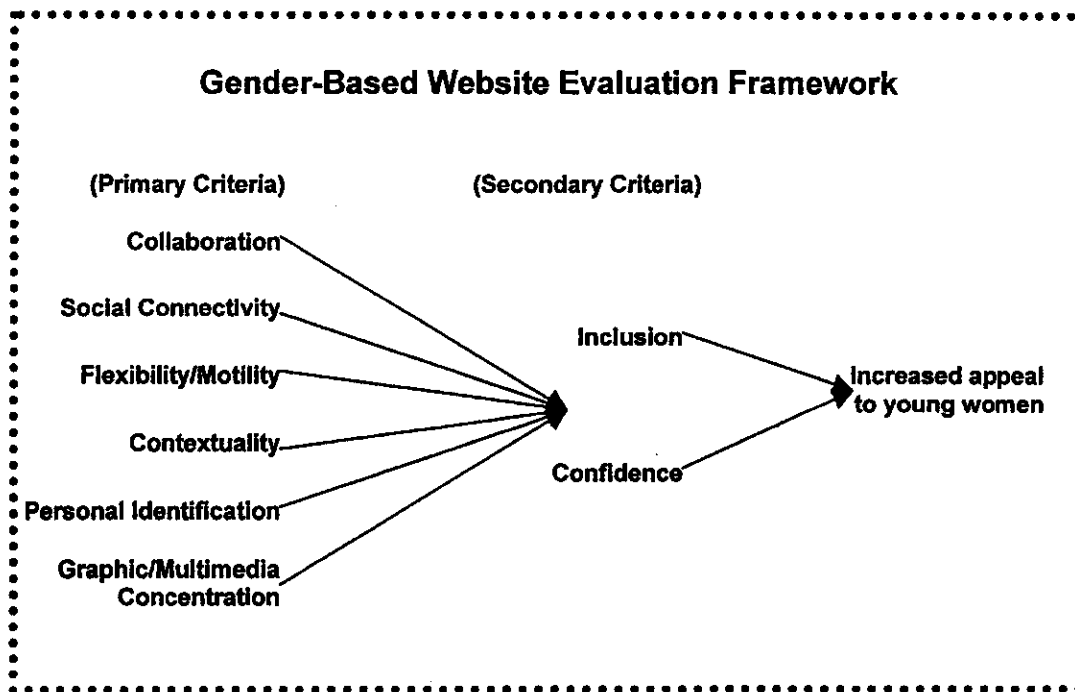 Gender-Based Website Evaluation Framework
(Primary Criteria)
(Secondary Criteria)
Collaboration
Social Connectivity
Flexibility/Motility
Contextuality
Personal Identification
Graphic/Multimedia
Concentration
Inclusion
Confidence
Increased appeal
to young women